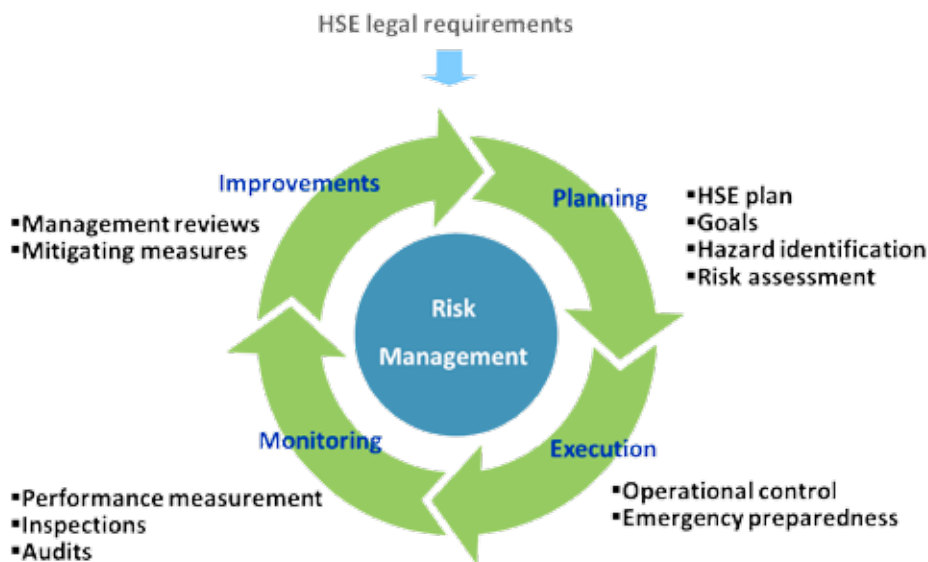 HSE legal requirements
Improvements
▪Management reviews
▪Mitigating measures
Planning
▪HSE plan
▪Goals
▪Hazard identification
▪Risk assessment
Risk
Management
Monitoring
▪Performance measurement
▪Inspections
▪Audits
Execution
▪Operational control
▪Emergency preparedness